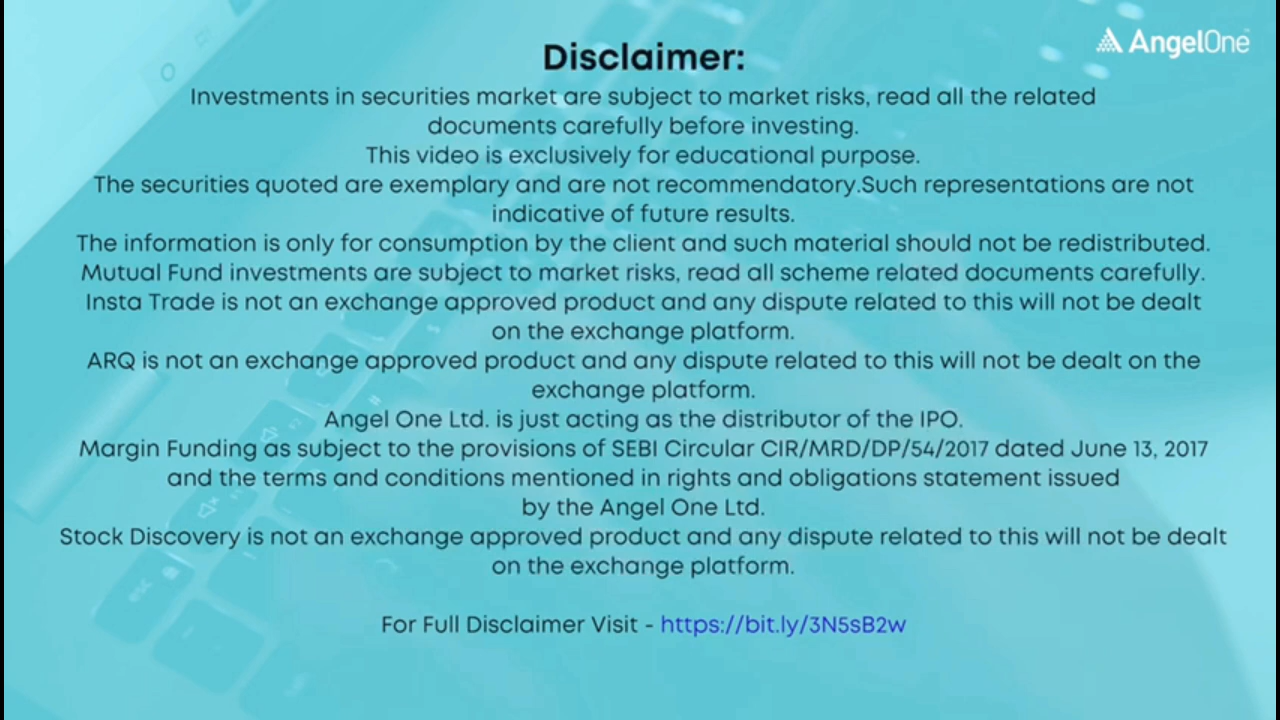 AngelOne
Disclaimer:
Investments in securities market are subject to market risks, read all the related
documents carefully before investing.
This video is exclusively for educational purpose.
The securities quoted are exemplary and are not recommendatory.Such representations are not
indicative of future results.
The information is only for consumption by the client and such material should not be redistributed.
Mutual Fund investments are subject to market risks, read all scheme related documents carefully.
Insta Trade is not an exchange approved product and any dispute related to this will not be dealt
on the exchange platform.
ARQ is not an exchange approved product and any dispute related to this will not be dealt on the
exchange platform.
Angel One Ltd. is just acting as the distributor of the IPO.
Margin Funding as subject to the provisions of SEBI Circular CIR/MRD/DP/54/2017 dated June 13, 2017
and the terms and conditions mentioned in rights and obligations statement issued
by the Angel One Ltd.
Stock Discovery is not an exchange approved product and any dispute related to this will not be dealt
on the exchange platform.
For Full Disclaimer Visit - https://bit.ly/3N5sB2w
esc